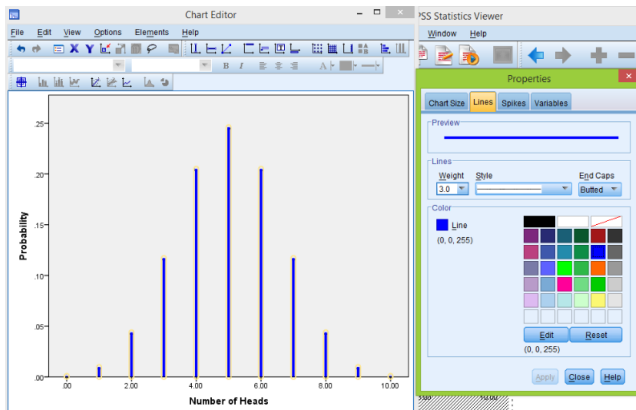 Chart Editor
File Edit View Options Elements Help
X Y
B I A
.25
.20
.15
.10
.05
.00
Probability
.00 2.00 4.00 6.00 8.00 10.00
Number of Heads
PSS Statistics Viewer
Window Help
Properties
Chart Size Lines Spikes Variables
Preview
Lines
Weight Style End Caps
3.0 Butted
Color
Line
(0, 0, 255)
Edit Reset
(0, 0, 255)
Apply Close Help
10.00